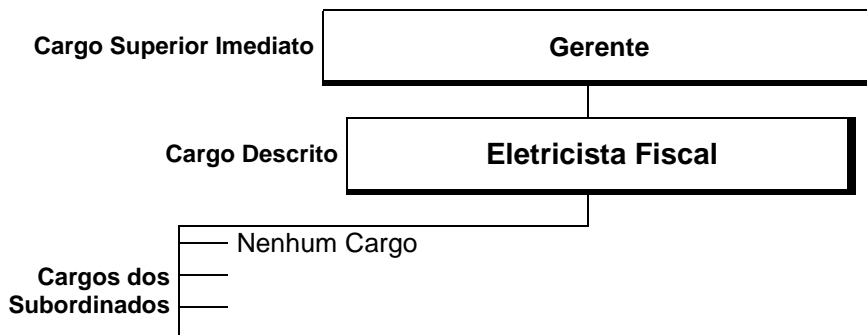 Cargo Superior Imediato
Gerente
Cargo Descrito
Eletricista Fiscal
Nenhum Cargo
Cargos dos
Subordinados